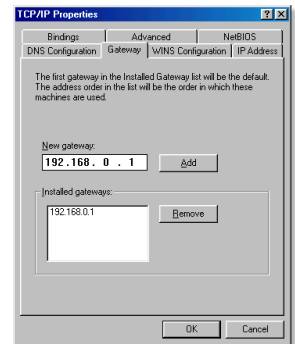 TCP/IP Properties
Bindings Advanced NetBIOS
DNS Configuration Gateway WINS Configuration IP Address
The first gateway in the Installed Gateway list will be the default.
The address order in the list will be the order in which these
machines are used.
New gateway:
192.168. 0 . 1 Add
Installed gateways:
192.168.0.1 Remove
OK Cancel